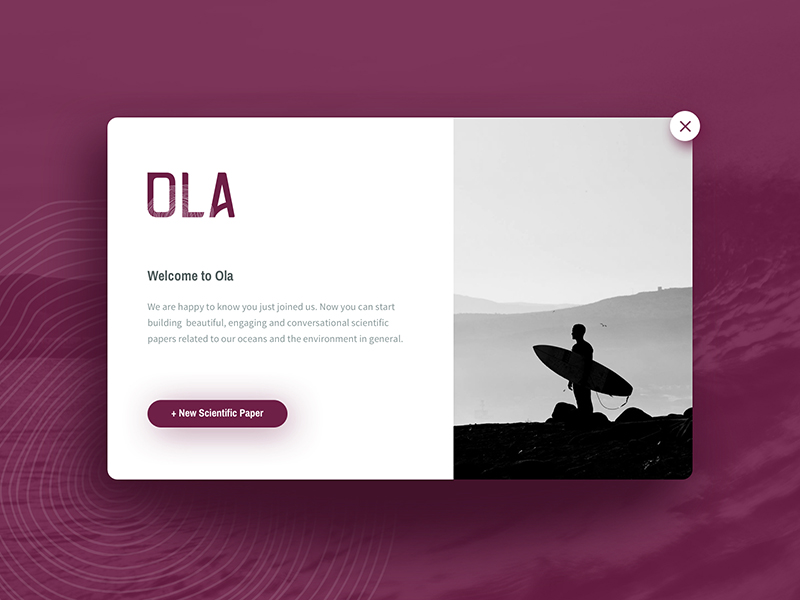 OLA
Welcome to Ola
We are happy to know you just joined us. Now you can start
building  beautiful, engaging and conversational scientific
papers related to our oceans and the environment in general.
+ New Scientific Paper